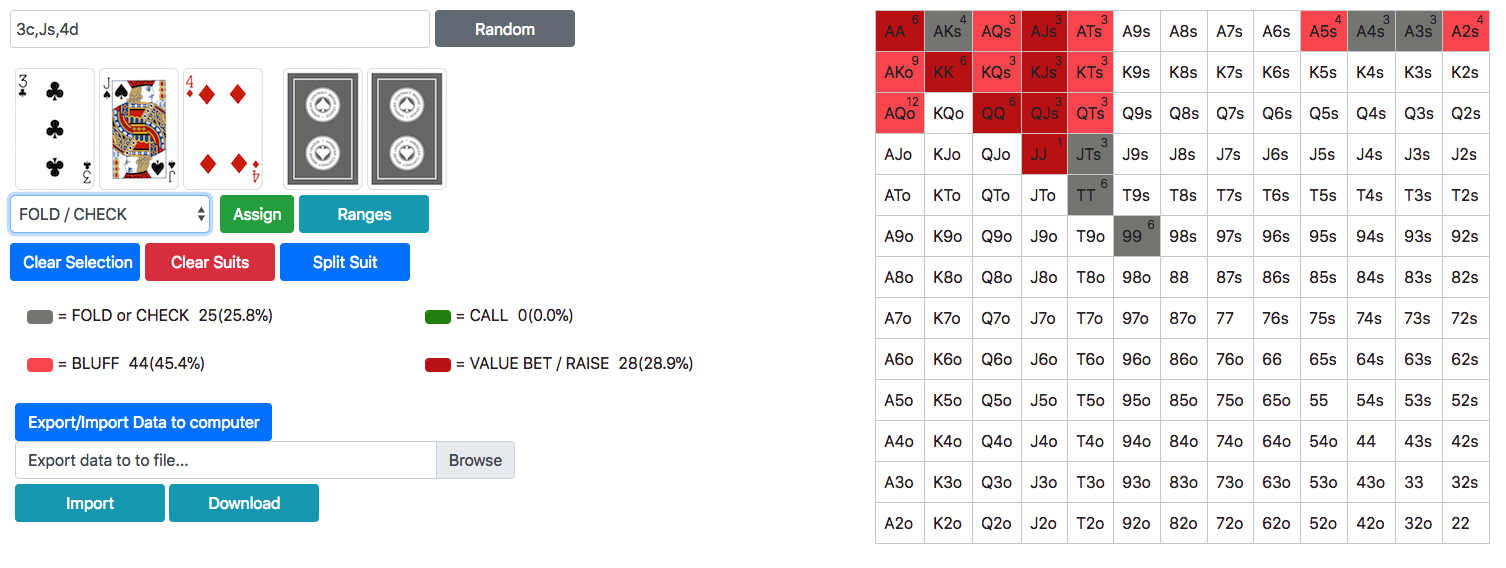 3c,Js,4d Random
3 J 4
3 J 4
FOLD / CHECK Assign Ranges
Clear Selection Clear Suits Split Suit
= FOLD or CHECK 25(25.8%) = CALL 0(0.0%)
= BLUFF 44(45.4%) = VALUE BET / RAISE 28(28.9%)
Export/Import Data to computer
Export data to to file... Browse
Import Download
AA 6 AKs 4 AQs 3 AJs 3 ATs 3 A9s A8s A7s A6s A5s 4 A4s 3 A3s 3 A2s 4
AKo 9 KK 6 KQs 3 KJs 3 KTs 3 K9s K8s K7s K6s K5s K4s K3s K2s
AQo 12 KQo QQ 6 QJs 3 QTs 3 Q9s Q8s Q7s Q6s Q5s Q4s Q3s Q2s
AJo KJo QJo JJ 1 JTs 3 J9s J8s J7s J6s J5s J4s J3s J2s
ATo KTo QTo JTo TT 6 T9s T8s T7s T6s T5s T4s T3s T2s
A9o K9o Q9o J9o T9o 99 6 98s 97s 96s 95s 94s 93s 92s
A8o K8o Q8o J8o T8o 98o 88 87s 86s 85s 84s 83s 82s
A7o K7o Q7o J7o T7o 97o 87o 77 76s 75s 74s 73s 72s
A6o K6o Q6o J6o T6o 96o 86o 76o 66 65s 64s 63s 62s
A5o K5o Q5o J5o T5o 95o 85o 75o 65o 55 54s 53s 52s
A4o K4o Q4o J4o T4o 94o 84o 74o 64o 54o 44 43s 42s
A3o K3o Q3o J3o T3o 93o 83o 73o 63o 53o 43o 33 32s
A2o K2o Q2o J2o T2o 92o 82o 72o 62o 52o 42o 32o 22